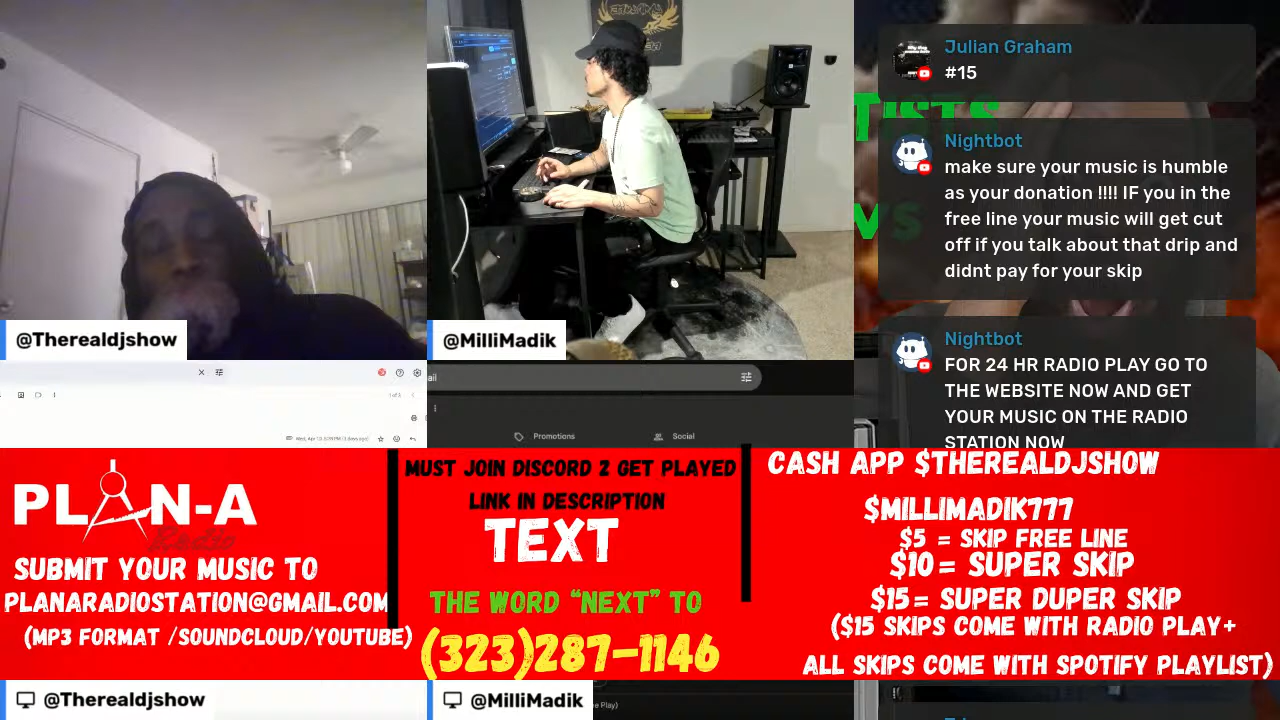 @Therealdjshow
@MilliMadik
Julian Graham
#15
Nightbot
make sure your music is humble
as your donation !!!! IF you in the
free line your music will get cut
off if you talk about that drip and
didnt pay for your skip
Nightbot
FOR 24 HR RADIO PLAY GO TO
THE WEBSITE NOW AND GET
YOUR MUSIC ON THE RADIO
STATION NOW
TISTS
ail
Promotions
Social
PLAN-A
Radio
SUBMIT YOUR MUSIC TO
PLANARADIOSTATION@GMAIL.COM
(MP3 FORMAT /SOUNDCLOUD/YOUTUBE)
MUST JOIN DISCORD 2 GET PLAYED
LINK IN DESCRIPTION
TEXT
THE WORD “NEXT” TO
(323)287-1146
CASH APP $THEREALDJSHOW
$MILLIMADIK777
$5 = SKIP FREE LINE
$10 = SUPER SKIP
$15 = SUPER DUPER SKIP
($15 SKIPS COME WITH RADIO PLAY+
ALL SKIPS COME WITH SPOTIFY PLAYLIST)
@Therealdjshow
@MilliMadik
e Play)